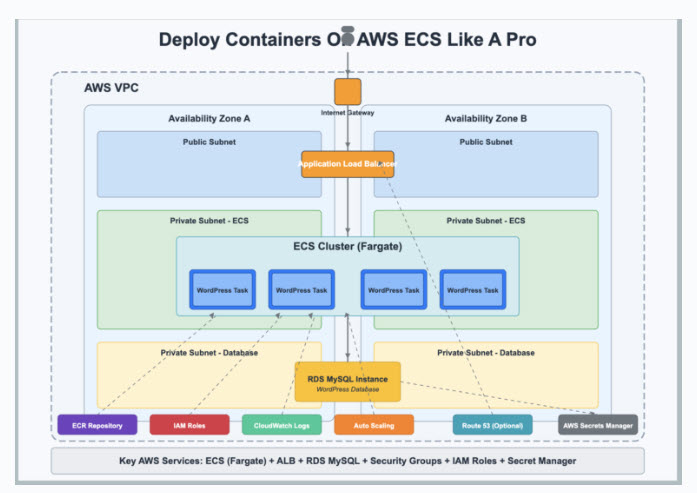 Deploy Containers On AWS ECS Like A Pro
AWS VPC
Internet Gateway
Availability Zone A
Availability Zone B
Public Subnet
Public Subnet
Application Load Balancer
Private Subnet - ECS
Private Subnet - ECS
ECS Cluster (Fargate)
WordPress Task
WordPress Task
WordPress Task
WordPress Task
Private Subnet - Database
Private Subnet - Database
RDS MySQL Instance
WordPress Database
ECR Repository
IAM Roles
CloudWatch Logs
Auto Scaling
Route 53 (Optional)
AWS Secrets Manager
Key AWS Services: ECS (Fargate) + ALB + RDS MySQL + Security Groups + IAM Roles + Secret Manager